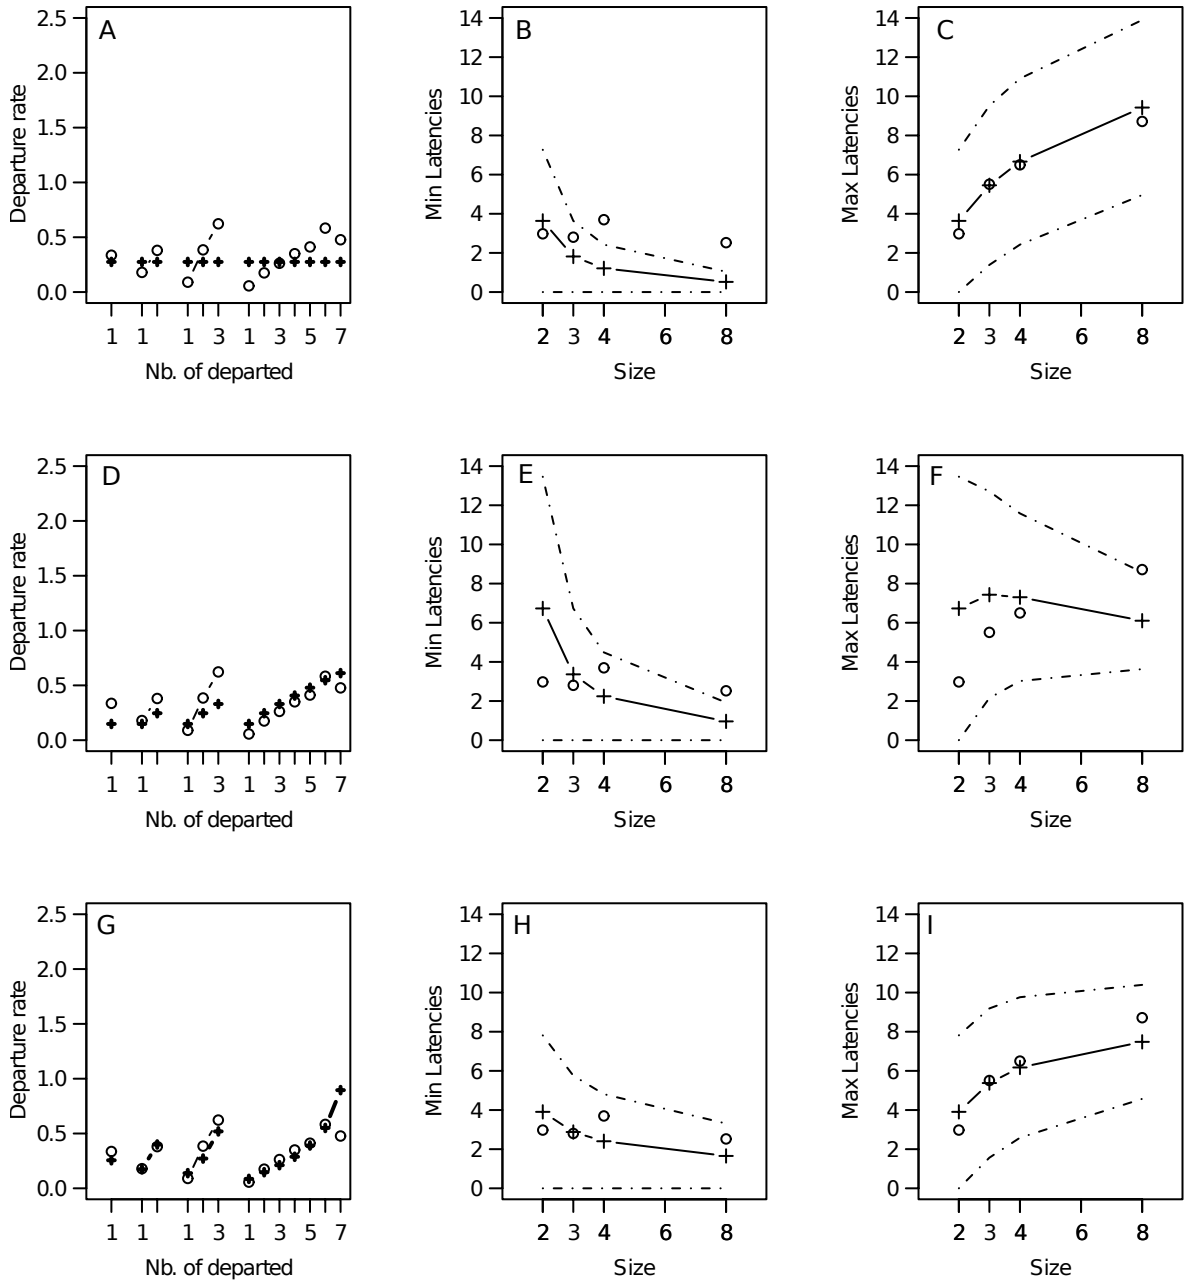 A
Departure rate
2.5
2.0
1.5
1.0
0.5
0.0
1 1 1 3 1 3 5 7
Nb. of departed
B
Min Latencies
14
12
10
8
6
4
2
0
2 3 4 6 8
Size
C
Max Latencies
14
12
10
8
6
4
2
0
2 3 4 6 8
Size
D
Departure rate
2.5
2.0
1.5
1.0
0.5
0.0
1 1 1 3 1 3 5 7
Nb. of departed
E
Min Latencies
14
12
10
8
6
4
2
0
2 3 4 6 8
Size
F
Max Latencies
14
12
10
8
6
4
2
0
2 3 4 6 8
Size
G
Departure rate
2.5
2.0
1.5
1.0
0.5
0.0
1 1 1 3 1 3 5 7
Nb. of departed
H
Min Latencies
14
12
10
8
6
4
2
0
2 3 4 6 8
Size
I
Max Latencies
14
12
10
8
6
4
2
0
2 3 4 6 8
Size